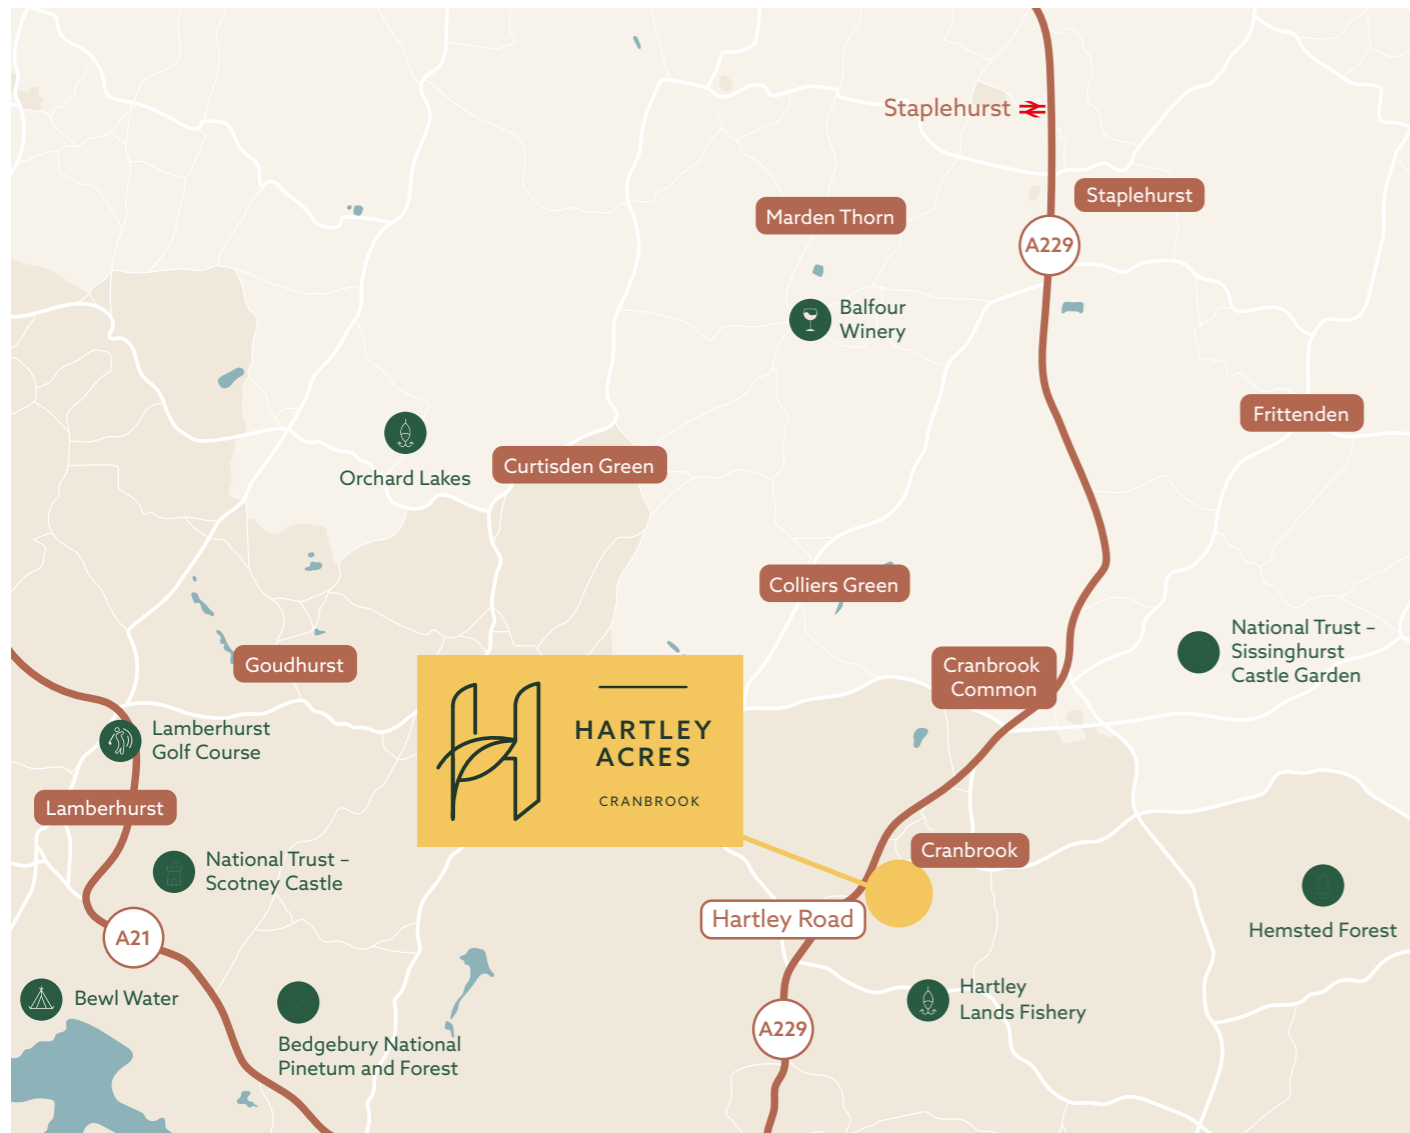 Staplehurst
Staplehurst
Marden Thorn
A229
Balfour
Winery
Frittenden
Orchard Lakes
Curtisden Green
Colliers Green
National Trust –
Sissinghurst
Castle Garden
Goudhurst
Cranbrook
Common
Lamberhurst
Golf Course
HARTLEY
ACRES
CRANBROOK
Lamberhurst
National Trust –
Scotney Castle
Cranbrook
Hartley Road
Hemsted Forest
A21
Bewl Water
Hartley
Lands Fishery
A229
Bedgebury National
Pinetum and Forest